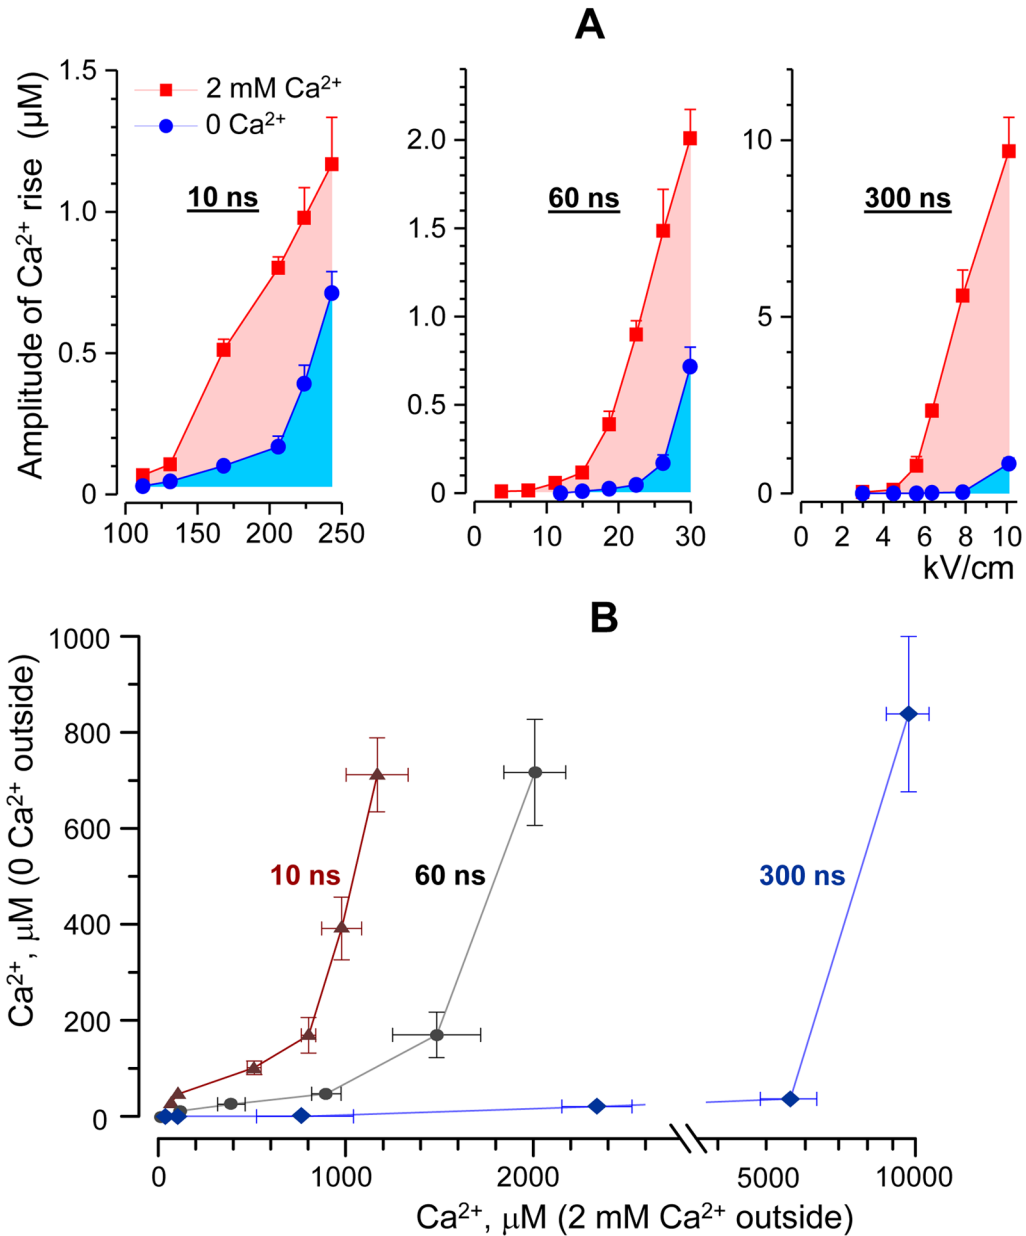 A
Amplitude of Ca²⁺ rise (µM)
1.5
1.0
0.5
0
2 mM Ca²⁺
0 Ca²⁺
10 ns
100 150 200 250
2.0
1.5
1.0
0.5
0
60 ns
0 10 20 30
10
5
0
300 ns
0 2 4 6 8 10
kV/cm
B
Ca²⁺, µM (0 Ca²⁺ outside)
1000
800
600
400
200
0
10 ns
60 ns
300 ns
0 1000 2000 5000 10000
Ca²⁺, µM (2 mM Ca²⁺ outside)